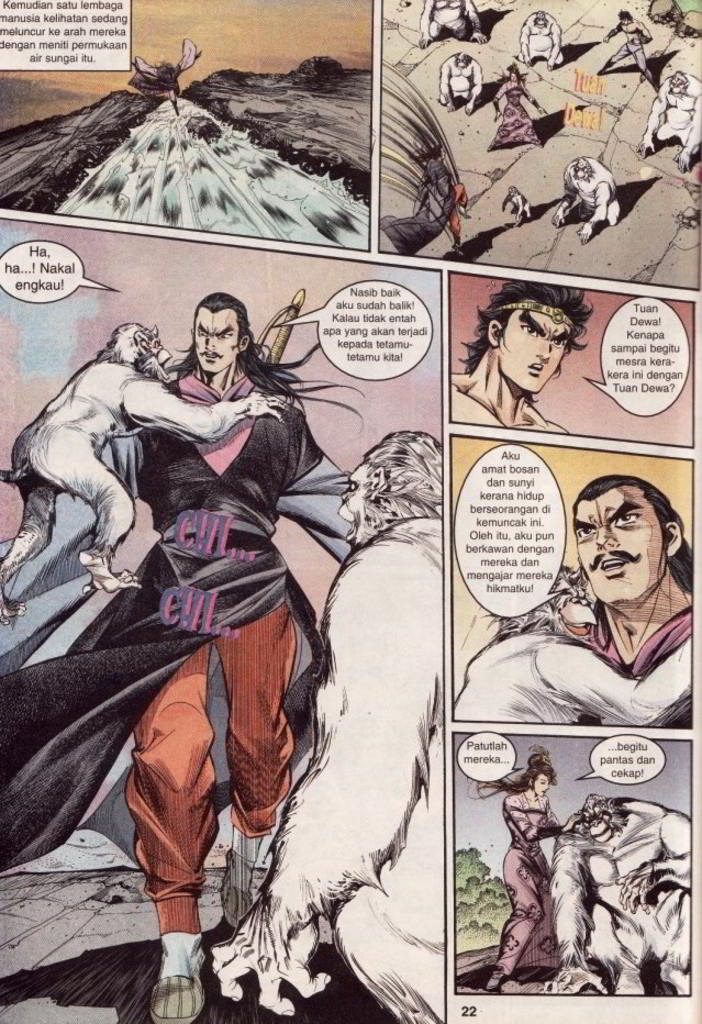 Kemudian satu lembaga
manusia kelihatan sedang
meluncur ke arah mereka
dengan meniti permukaan
air sungai itu.
Tuan
Dewa!
Ha,
ha...! Nakal
engkau!
Nasib baik
aku sudah balik!
Kalau tidak entah
apa yang akan terjadi
kepada tetamu-
tetamu kita!
CHI...
CHI...
Tuan
Dewa!
Kenapa
sampai begitu
mesra kera-
kera ini dengan
Tuan Dewa?
Aku
amat bosan
dan sunyi
kerana hidup
berseorangan di
kemuncak ini.
Oleh itu, aku pun
berkawan dengan
mereka dan
mengajar mereka
hikmatku!
Patutlah
mereka...
...begitu
pantas dan
cekap!
22